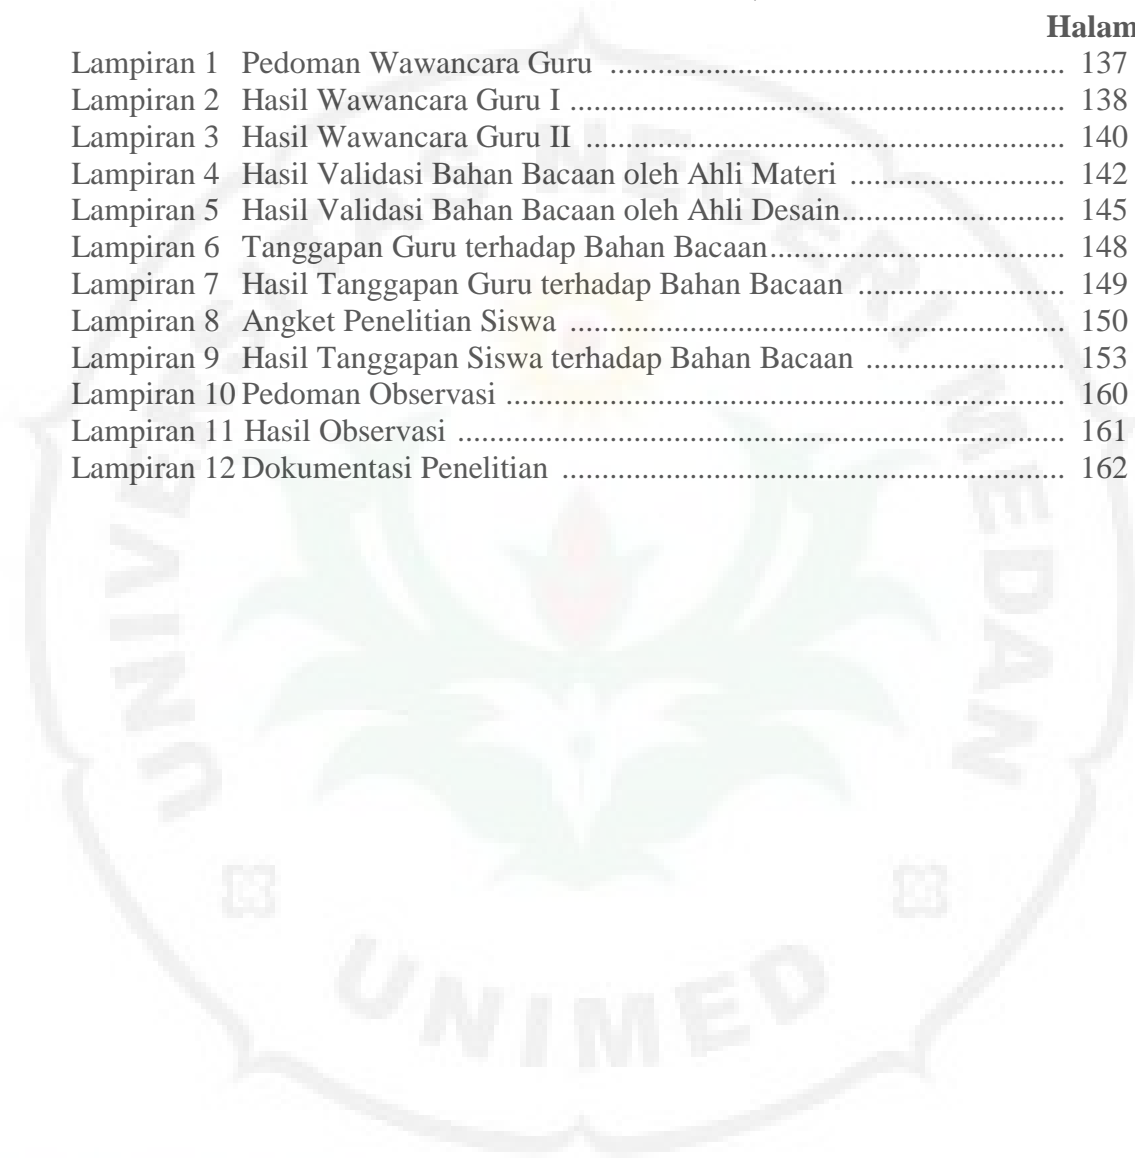 Halam
Lampiran 1 Pedoman Wawancara Guru ........................................................ 137
Lampiran 2 Hasil Wawancara Guru I ............................................................. 138
Lampiran 3 Hasil Wawancara Guru II ........................................................... 140
Lampiran 4 Hasil Validasi Bahan Bacaan oleh Ahli Materi .......................... 142
Lampiran 5 Hasil Validasi Bahan Bacaan oleh Ahli Desain........................... 145
Lampiran 6 Tanggapan Guru terhadap Bahan Bacaan.................................... 148
Lampiran 7 Hasil Tanggapan Guru terhadap Bahan Bacaan ......................... 149
Lampiran 8 Angket Penelitian Siswa ............................................................. 150
Lampiran 9 Hasil Tanggapan Siswa terhadap Bahan Bacaan ........................ 153
Lampiran 10 Pedoman Observasi ..................................................................... 160
Lampiran 11 Hasil Observasi ........................................................................... 161
Lampiran 12 Dokumentasi Penelitian .............................................................. 162
UNIVERSITAS NEGERI MEDAN
UNIMED